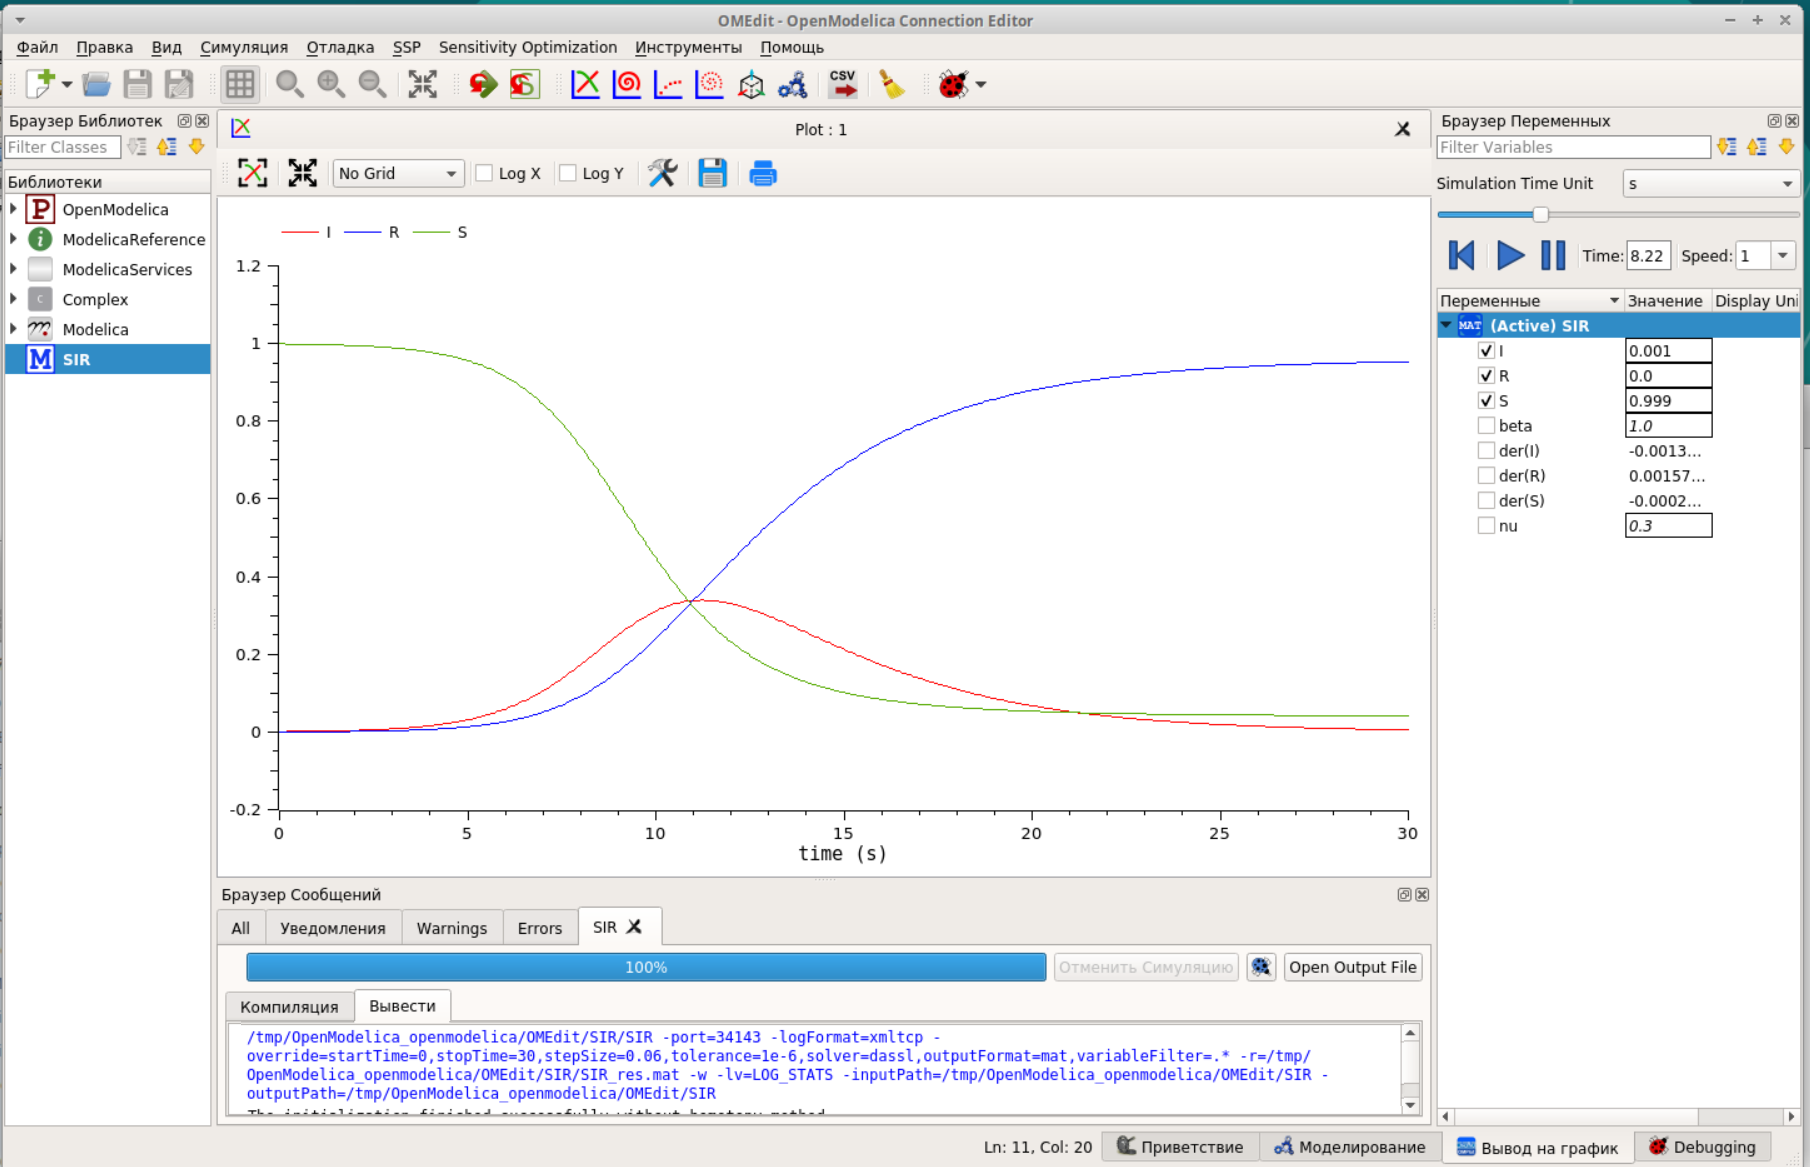 OMEdit - OpenModelica Connection Editor
Файл Правка Вид Симуляция Отладка SSP Sensitivity Optimization Инструменты Помощь
CSV
Браузер Библиотек
Filter Classes
Библиотеки
P OpenModelica
i ModelicaReference
ModelicaServices
C Complex
m Modelica
M SIR
Plot : 1
No Grid Log X Log Y
I R S
1.2
1
0.8
0.6
0.4
0.2
0
-0.2
0 5 10 15 20 25 30
time (s)
Браузер Сообщений
All Уведомления Warnings Errors SIR
100% Отменить Симуляцию Open Output File
Компиляция Вывести
/tmp/OpenModelica_openmodelica/OMEdit/SIR/SIR -port=34143 -logFormat=xmltcp -
override=startTime=0,stopTime=30,stepSize=0.06,tolerance=1e-6,solver=dassl,outputFormat=mat,variableFilter=.* -r=/tmp/
OpenModelica_openmodelica/OMEdit/SIR/SIR_res.mat -w -lv=LOG_STATS -inputPath=/tmp/OpenModelica_openmodelica/OMEdit/SIR -
outputPath=/tmp/OpenModelica_openmodelica/OMEdit/SIR
The initialization finished successfully without homotopy method.
Браузер Переменных
Filter Variables
Simulation Time Unit s
Time: 8.22 Speed: 1
Переменные Значение Display Uni
MAT (Active) SIR
I 0.001
R 0.0
S 0.999
beta 1.0
der(I) -0.0013...
der(R) 0.00157...
der(S) -0.0002...
nu 0.3
Ln: 11, Col: 20 Приветствие Моделирование Вывод на график Debugging